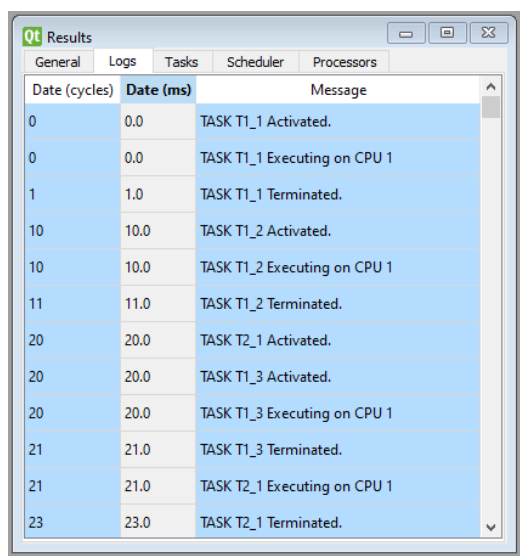 Qt Results
General Logs Tasks Scheduler Processors
Date (cycles) Date (ms) Message
0 0.0 TASK T1_1 Activated.
0 0.0 TASK T1_1 Executing on CPU 1
1 1.0 TASK T1_1 Terminated.
10 10.0 TASK T1_2 Activated.
10 10.0 TASK T1_2 Executing on CPU 1
11 11.0 TASK T1_2 Terminated.
20 20.0 TASK T2_1 Activated.
20 20.0 TASK T1_3 Activated.
20 20.0 TASK T1_3 Executing on CPU 1
21 21.0 TASK T1_3 Terminated.
21 21.0 TASK T2_1 Executing on CPU 1
23 23.0 TASK T2_1 Terminated.